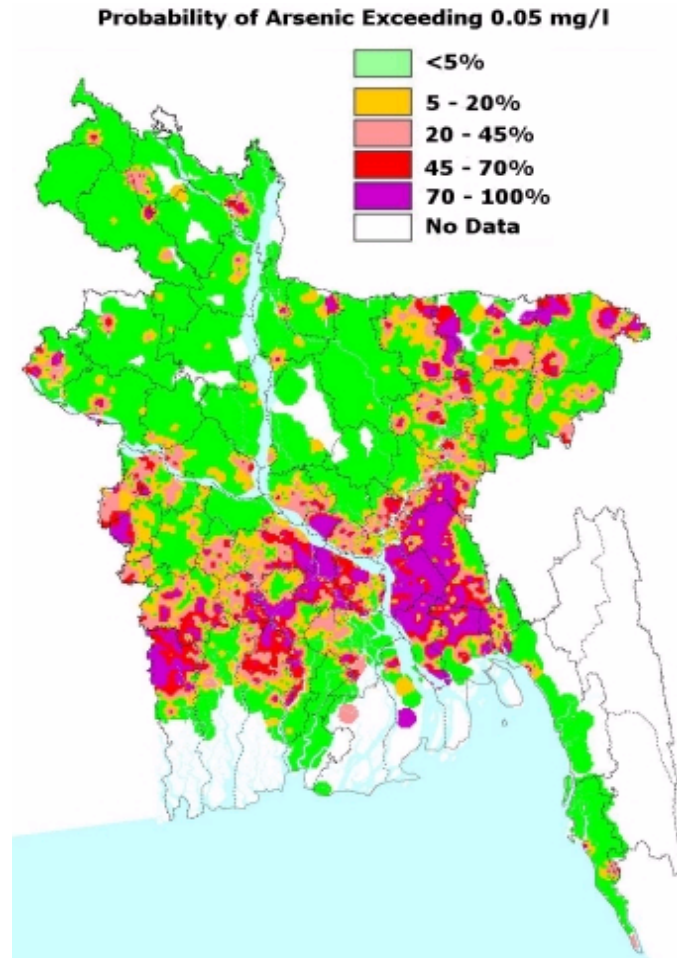 Probability of Arsenic Exceeding 0.05 mg/l
<5%
5 - 20%
20 - 45%
45 - 70%
70 - 100%
No Data